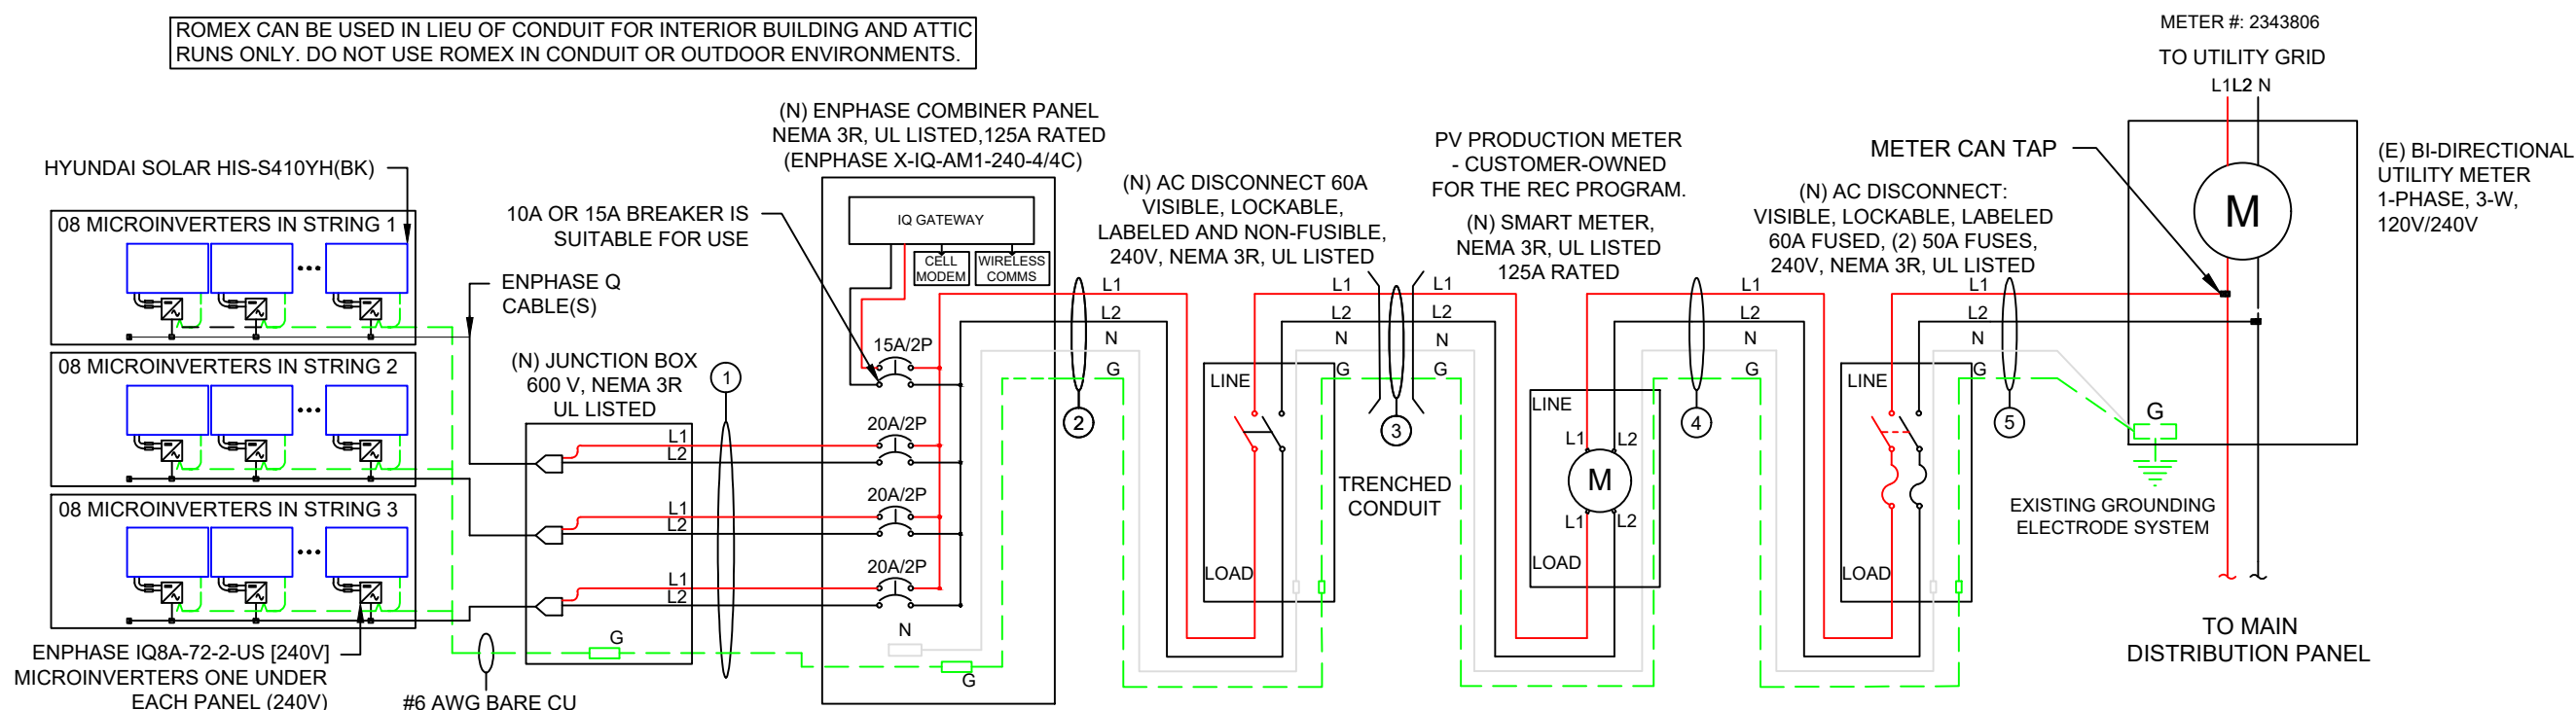 ROMEX CAN BE USED IN LIEU OF CONDUIT FOR INTERIOR BUILDING AND ATTIC
RUNS ONLY. DO NOT USE ROMEX IN CONDUIT OR OUTDOOR ENVIRONMENTS.
HYUNDAI SOLAR HIS-S410YH(BK)
08 MICROINVERTERS IN STRING 1
08 MICROINVERTERS IN STRING 2
08 MICROINVERTERS IN STRING 3
ENPHASE IQ8A-72-2-US [240V]
MICROINVERTERS ONE UNDER
EACH PANEL (240V)
#6 AWG BARE CU
ENPHASE Q
CABLE(S)
(N) JUNCTION BOX
600 V, NEMA 3R
UL LISTED
L1
L2
L1
L2
L1
L2
G
1
10A OR 15A BREAKER IS
SUITABLE FOR USE
(N) ENPHASE COMBINER PANEL
NEMA 3R, UL LISTED,125A RATED
(ENPHASE X-IQ-AM1-240-4/4C)
IQ GATEWAY
CELL
MODEM
WIRELESS
COMMS
15A/2P
20A/2P
20A/2P
20A/2P
N
G
L1
L2
N
G
2
(N) AC DISCONNECT 60A
VISIBLE, LOCKABLE,
LABELED AND NON-FUSIBLE,
240V, NEMA 3R, UL LISTED
LINE
LOAD
L1
L2
N
G
3
TRENCHED
CONDUIT
L1
L2
N
G
PV PRODUCTION METER
- CUSTOMER-OWNED
FOR THE REC PROGRAM.
(N) SMART METER,
NEMA 3R, UL LISTED
125A RATED
LINE
L1
L2
M
L1
L2
LOAD
L1
L2
N
G
4
(N) AC DISCONNECT:
VISIBLE, LOCKABLE, LABELED
60A FUSED, (2) 50A FUSES,
240V, NEMA 3R, UL LISTED
LINE
LOAD
L1
L2
N
G
5
METER CAN TAP
METER #: 2343806
TO UTILITY GRID
L1L2 N
M
(E) BI-DIRECTIONAL
UTILITY METER
1-PHASE, 3-W,
120V/240V
G
EXISTING GROUNDING
ELECTRODE SYSTEM
TO MAIN
DISTRIBUTION PANEL